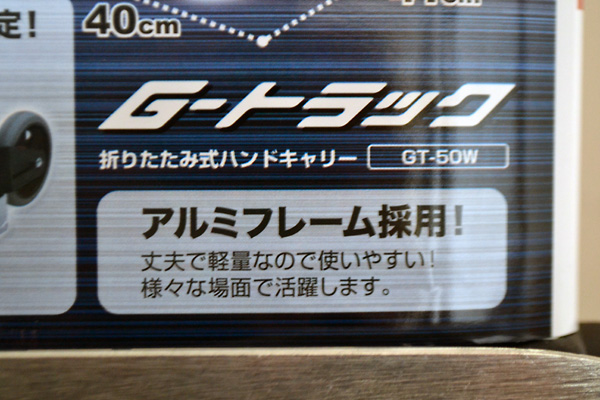 定!
40cm
G-トラック
折りたたみ式ハンドキャリー GT-50W
アルミフレーム採用!
丈夫で軽量なので使いやすい!
様々な場面で活躍します。